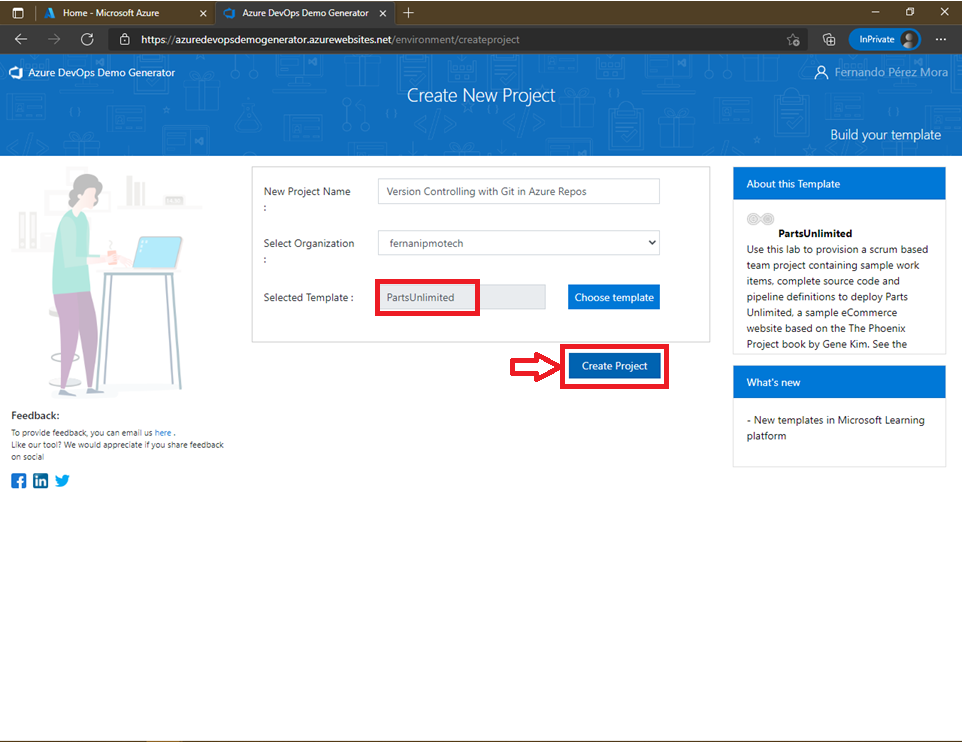 Home - Microsoft Azure
Azure DevOps Demo Generator
https://azuredevopsdemogenerator.azurewebsites.net/environment/createproject
InPrivate
Azure DevOps Demo Generator
Fernando Pérez Mora
Create New Project
Build your template
New Project Name
:
Version Controlling with Git in Azure Repos
Select Organization
:
fernanipmotech
Selected Template :
PartsUnlimited
Choose template
Create Project
About this Template
PartsUnlimited
Use this lab to provision a scrum based
team project containing sample work
items, complete source code and
pipeline definitions to deploy Parts
Unlimited, a sample eCommerce
website based on the The Phoenix
Project book by Gene Kim. See the
What's new
- New templates in Microsoft Learning
platform
Feedback:
To provide feedback, you can email us here .
Like our tool? We would appreciate if you share feedback
on social